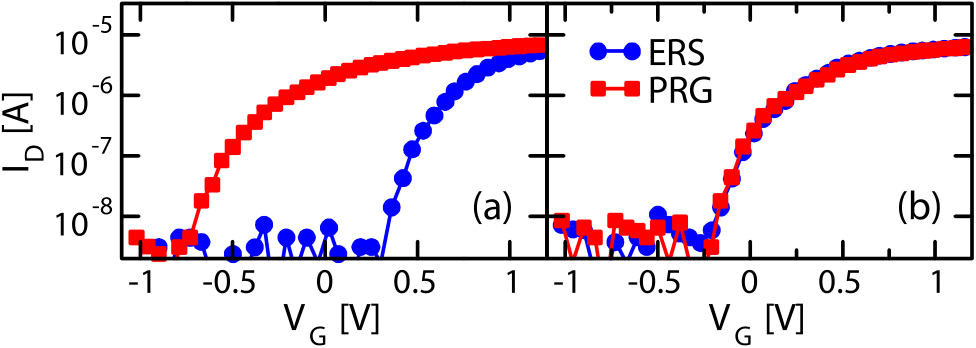 I_D [A]
10^-5
10^-6
10^-7
10^-8
(a)
-1 -0.5 0 0.5 1
V_G [V]
ERS
PRG
(b)
-1 -0.5 0 0.5 1
V_G [V]